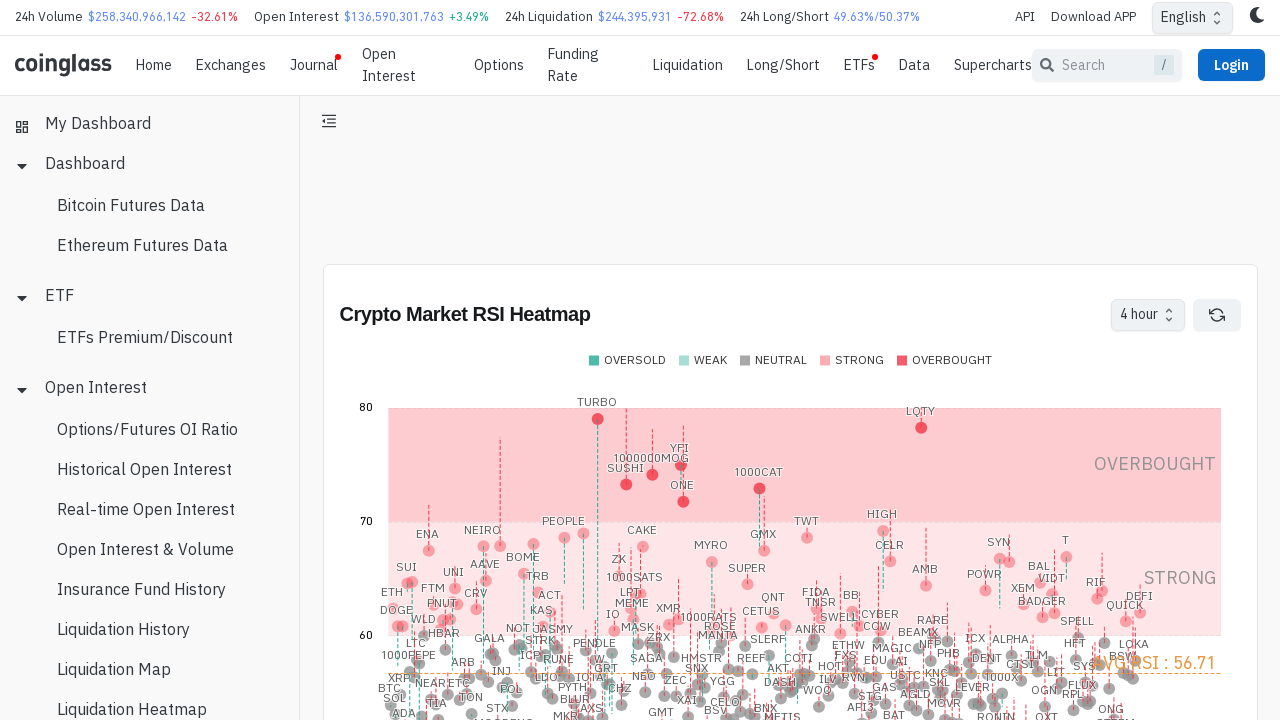 24h Volume $258,340,966,142 -32.61% Open Interest $136,590,301,763 +3.49% 24h Liquidation $244,395,931 -72.68% 24h Long/Short 49.63%/50.37% API Download APP English
coinglass Home Exchanges Journal Open Interest Options Funding Rate Liquidation Long/Short ETFs Data Supercharts Search / Login
My Dashboard
Dashboard
Bitcoin Futures Data
Ethereum Futures Data
ETF
ETFs Premium/Discount
Open Interest
Options/Futures OI Ratio
Historical Open Interest
Real-time Open Interest
Open Interest & Volume
Insurance Fund History
Liquidation History
Liquidation Map
Liquidation Heatmap
Crypto Market RSI Heatmap 4 hour
OVERSOLD WEAK NEUTRAL STRONG OVERBOUGHT
80
TURBO LQTY
YFI
1000000MOG
SUSHI
1000CAT
ONE
OVERBOUGHT
70
PEOPLE TWT HIGH
ENA NEIRO CAKE GMX
MYRO CELR SYN T
BOME ZK
SUI UNI AAVE TRB 1000SATS SUPER AMB POWR BAL VIDT RIF
STRONG
ETH FTM CRV ACT LPT QNT FIDA BB XEM DEFI
DOGE PNUT KAS MEME XMR CETUS TNSR BADGER QUICK
WLD IO 1000RATS SWELL CYBER RARE SPELL
60
HBAR NOT JASMY MASK ROSE ANKR COW BEAMX
LTC GALA STRK PENDLE ZRX MANTA SLERF ETHW NFP ICX ALPHA HFT LOKA
1000PEPE ICP RUNE W SAGA HMSTR REEF COTI FXS MAGIC PHB DENT ILM BSW
ARB GRT SNX AKT HOT EDU AI CTSI SYS AVG RSI : 56.71
XRP INJ LDO IOTA NEO ZEC YGG DASH ILV RVN USTC KNC 1000X LIT
BTC NEAR ETC POL PYTH CHZ WOO GAS SKL LEVER OGN FLUX
SOL TIA TON BLUR XAI CELO STG AGLD RPL
ADA STX MKR AXS GMT BSV BNX METIS API3 BAT MOVR RONIN OXT ONG